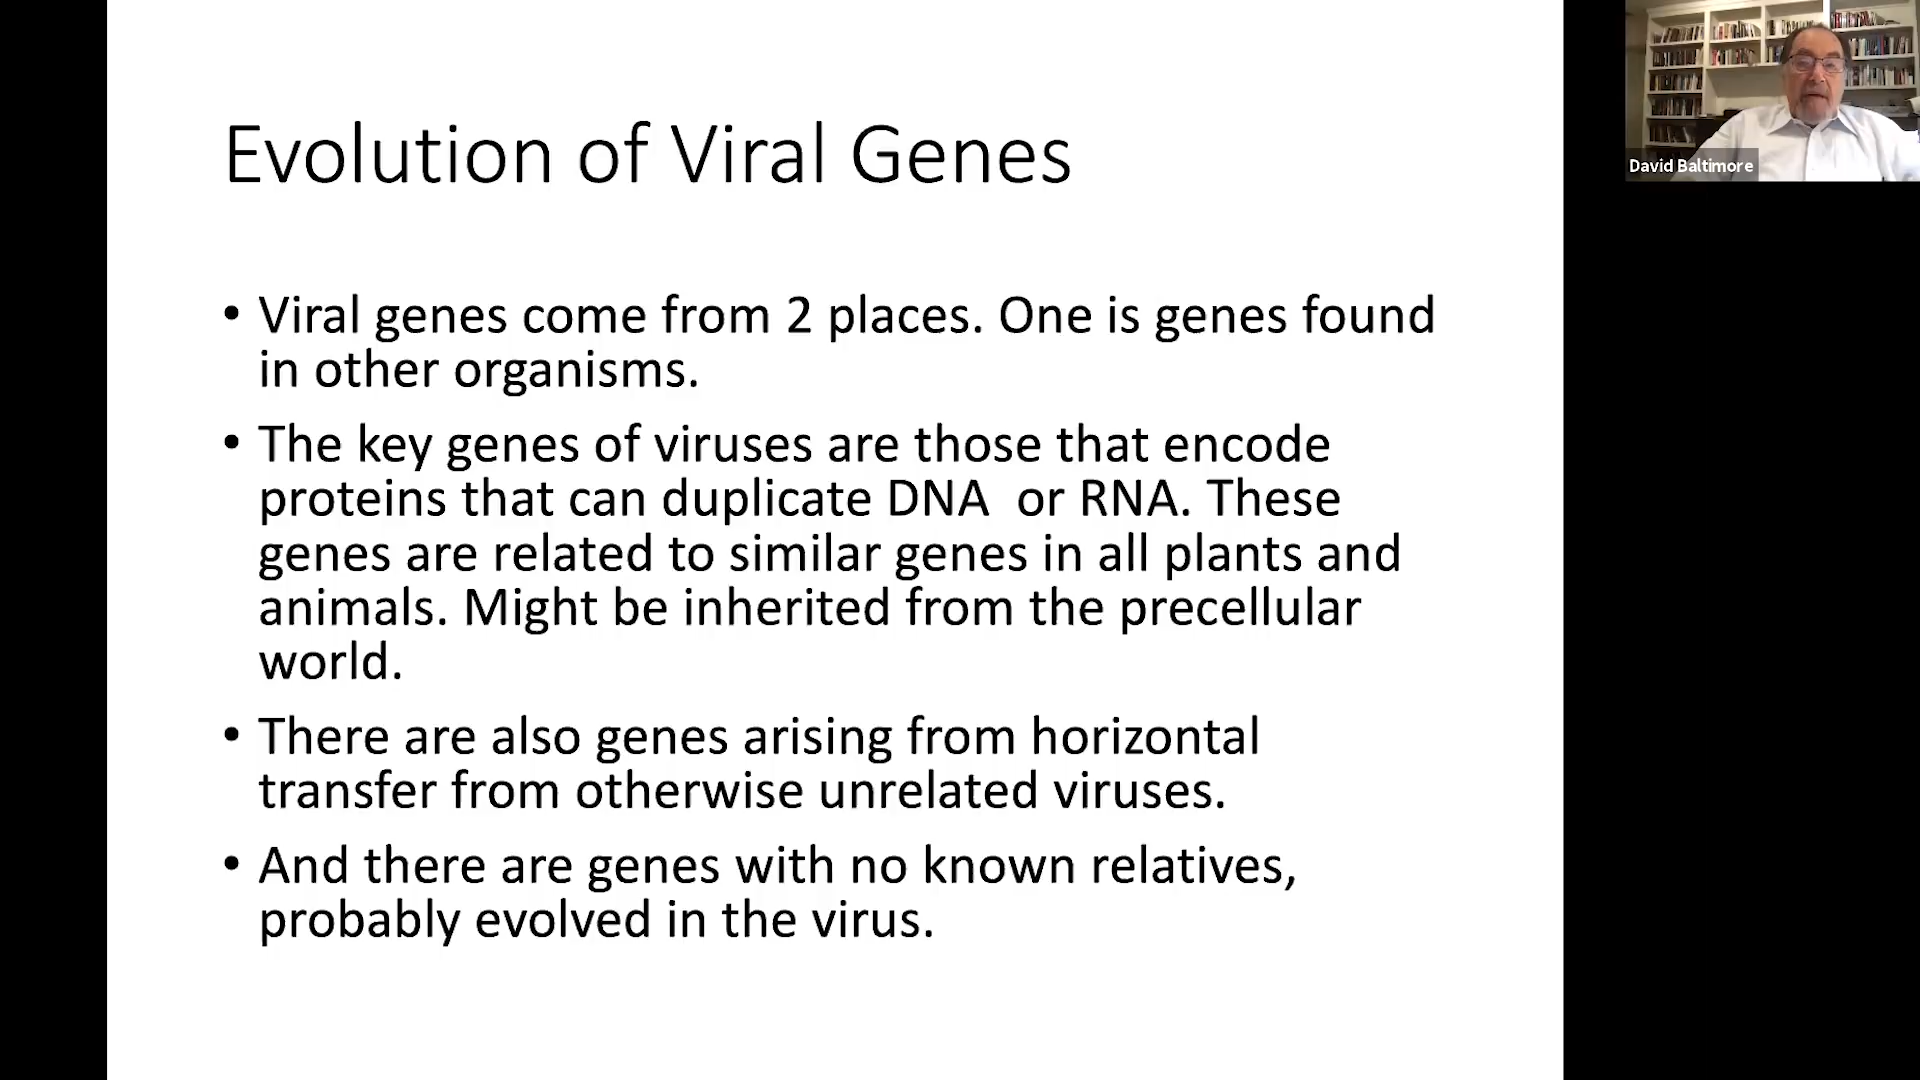 Evolution of Viral Genes
• Viral genes come from 2 places. One is genes found
in other organisms.
• The key genes of viruses are those that encode
proteins that can duplicate DNA  or RNA. These
genes are related to similar genes in all plants and
animals. Might be inherited from the precellular
world.
• There are also genes arising from horizontal
transfer from otherwise unrelated viruses.
• And there are genes with no known relatives,
probably evolved in the virus.
David Baltimore